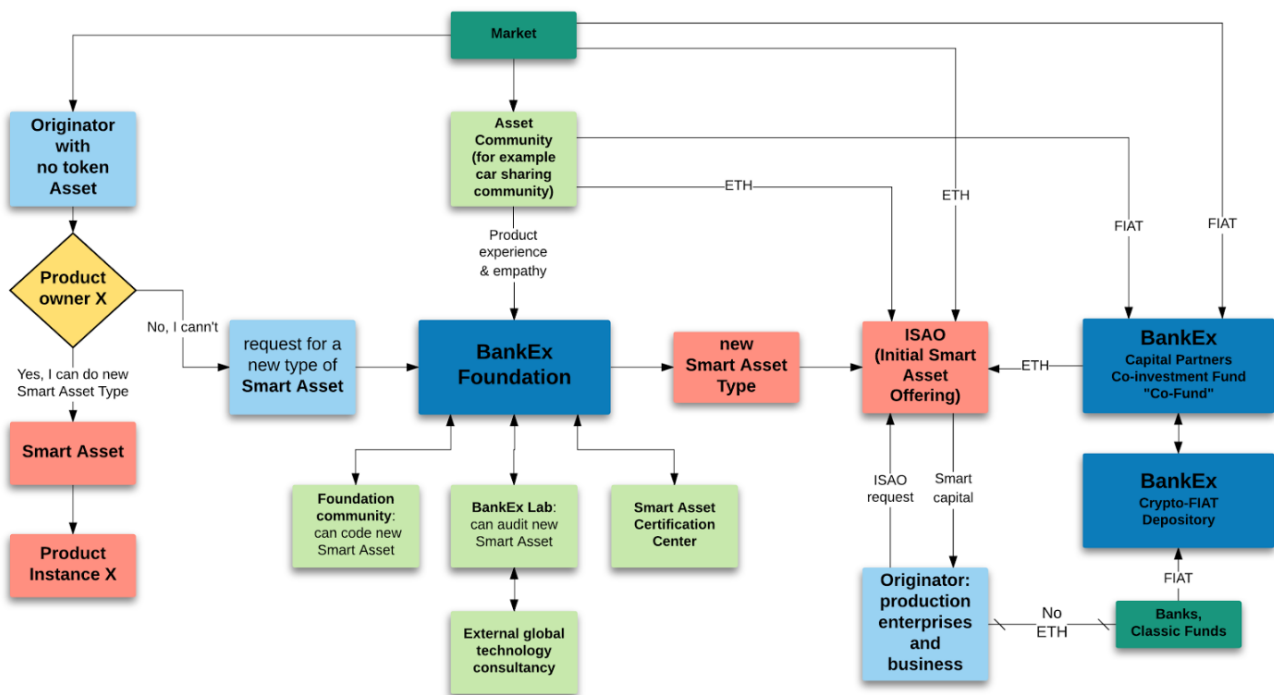 Market
Originator
with
no token
Asset
Asset
Community
(for example
car sharing
community)
ETH
ETH
FIAT
FIAT
Product
experience
& empathy
Product
owner X
No, I cann't
Yes, I can do new
Smart Asset Type
request for a
new type of
Smart Asset
BankEx
Foundation
new
Smart Asset
Type
ISAO
(Initial Smart
Asset
Offering)
ETH
BankEx
Capital Partners
Co-investment Fund
"Co-Fund"
Smart Asset
Product
Instance X
Foundation
community:
can code new
Smart Asset
BankEx Lab:
can audit new
Smart Asset
Smart Asset
Certification
Center
External global
technology
consultancy
ISAO
request
Smart
capital
BankEx
Crypto-FIAT
Depository
FIAT
Originator:
production
enterprises
and
business
No
ETH
Banks,
Classic Funds